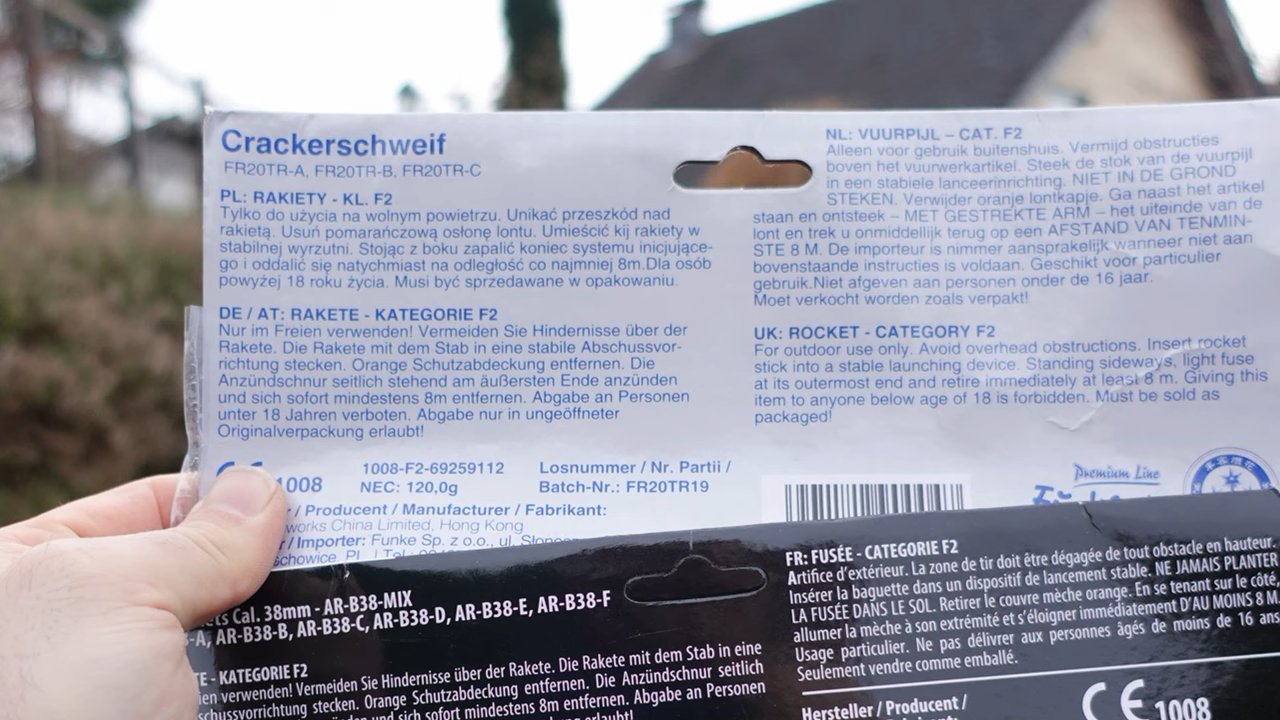 Crackerschweif
FR20TR-A, FR20TR-B, FR20TR-C
PL: RAKIETY - KL. F2
Tylko do użycia na wolnym powietrzu. Unikać przeszkód nad
rakietą. Usuń pomarańczową osłonę lontu. Umieścić kij rakiety w
stabilnej wyrzutni. Stojąc z boku zapalić koniec systemu inicjujące-
go i oddalić się natychmiast na odległość co najmniej 8m.Dla osób
powyżej 18 roku życia. Musi być sprzedawane w opakowaniu.
DE / AT: RAKETE - KATEGORIE F2
Nur im Freien verwenden! Vermeiden Sie Hindernisse über der
Rakete. Die Rakete mit dem Stab in eine stabile Abschussvor-
richtung stecken. Orange Schutzabdeckung entfernen. Die
Anzündschnur seitlich stehend am äußersten Ende anzünden
und sich sofort mindestens 8m entfernen. Abgabe an Personen
unter 18 Jahren verboten. Abgabe nur in ungeöffneter
Originalverpackung erlaubt!
NL: VUURPIJL – CAT. F2
Alleen voor gebruik buitenshuis. Vermijd obstructies
boven het vuurwerkartikel. Steek de stok van de vuurpijl
in een stabiele lanceerinrichting. NIET IN DE GROND
STEKEN. Verwijder oranje lontkapje. Ga naast het artikel
staan en ontsteek – MET GESTREKTE ARM – het uiteinde van de
lont en trek u onmiddellijk terug op een AFSTAND VAN TENMIN-
STE 8 M. De importeur is nimmer aansprakelijk wanneer niet aan
bovenstaande instructies is voldaan. Geschikt voor particulier
gebruik.Niet afgeven aan personen onder de 16 jaar.
Moet verkocht worden zoals verpakt!
UK: ROCKET - CATEGORY F2
For outdoor use only. Avoid overhead obstructions. Insert rocket
stick into a stable launching device. Standing sideways, light fuse
at its outermost end and retire immediately at least 8 m. Giving this
item to anyone below age of 18 is forbidden. Must be sold as
packaged!
CE 1008
1008-F2-69259112
NEC: 120,0g
Losnummer / Nr. Partii /
Batch-Nr.: FR20TR19
/ Producent / Manufacturer / Fabrikant:
works China Limited, Hong Kong
/ Importer: Funke Sp. z o.o., ul.
Premium Line
Cal. 38mm - AR-B38-MIX
-A, AR-B38-B, AR-B38-C, AR-B38-D, AR-B38-E, AR-B38-F
- KATEGORIE F2
verwenden! Vermeiden Sie Hindernisse über der Rakete. Die Rakete mit dem Stab in eine
schussvorrichtung stecken. Orange Schutzabdeckung entfernen. Die Anzündschnur seitlich
und sich sofort mindestens 8m entfernen. Abgabe an Personen
erlaubt!
FR: FUSÉE - CATEGORIE F2
Artifice d'extérieur. La zone de tir doit être dégagée de tout obstacle en hauteur.
Insérer la baguette dans un dispositif de lancement stable. NE JAMAIS PLANTER
LA FUSÉE DANS LE SOL. Retirer le couvre mèche orange. En se tenant sur le côté,
allumer la mèche à son extrémité et s'éloigner immédiatement D'AU MOINS 8 M.
Usage particulier. Ne pas délivrer aux personnes âgés de moins de 16 ans
Seulement vendre comme emballé.
Hersteller / Producent /
CE 1008